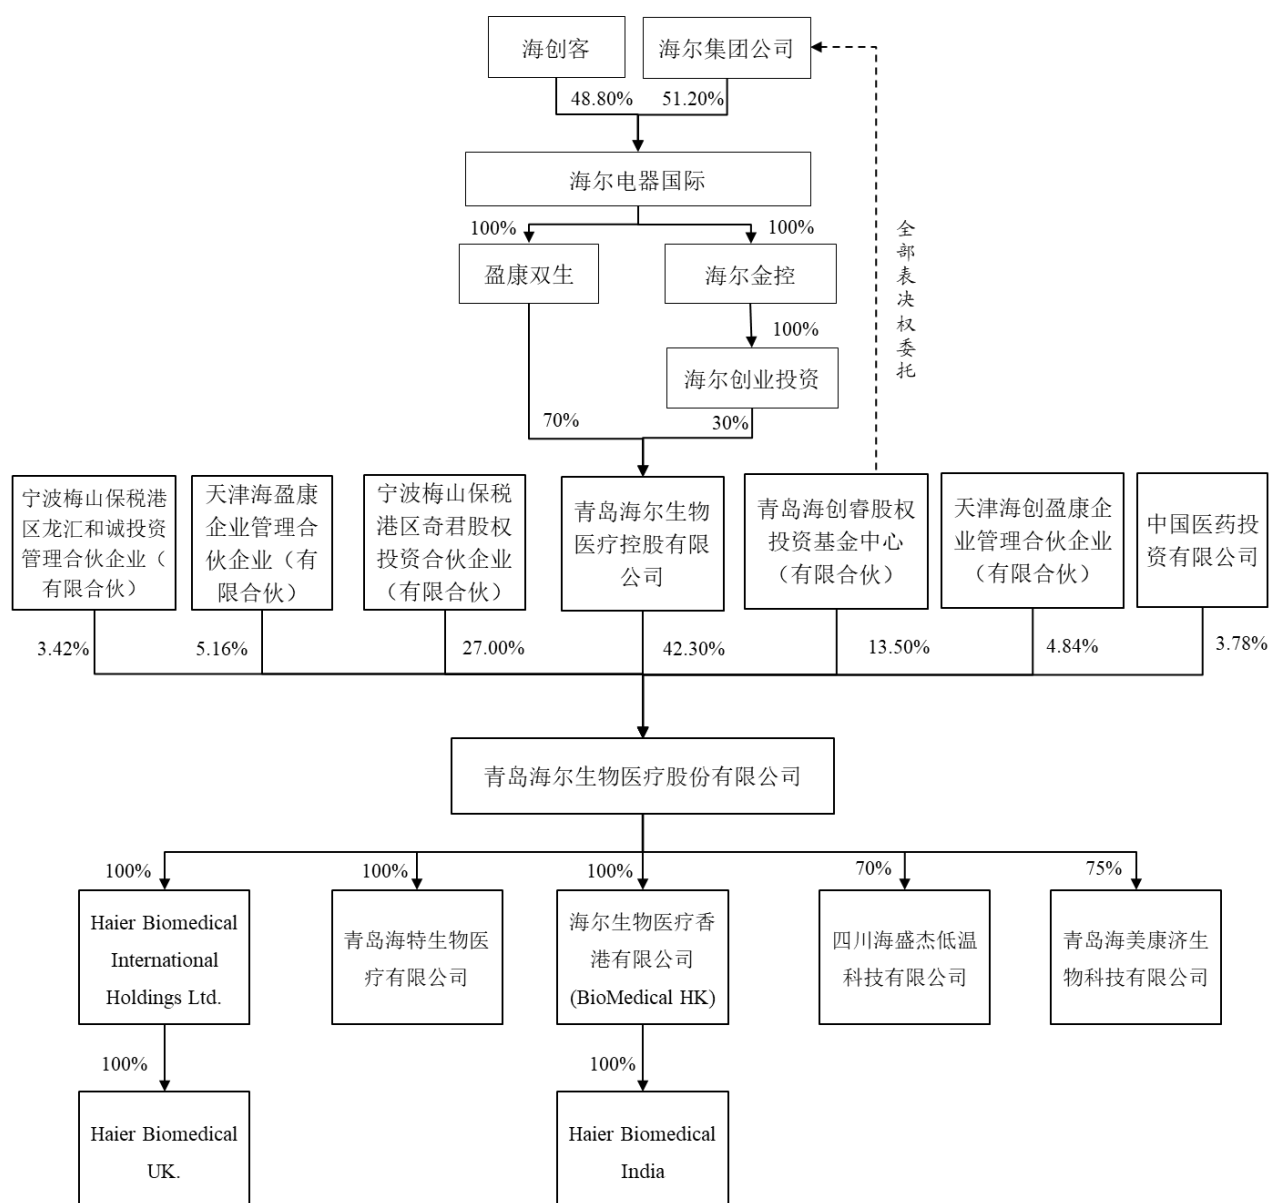 海创客
海尔集团公司
48.80%
51.20%
海尔电器国际
100%
100%
盈康双生
海尔金控
全部表决权委托
100%
海尔创业投资
70%
30%
宁波梅山保税港
区龙汇和诚投资
管理合伙企业（
有限合伙）
天津海盈康
企业管理合
伙企业（有
限合伙）
宁波梅山保税
港区奇君股权
投资合伙企业
（有限合伙）
青岛海尔生物
医疗控股有限
公司
青岛海创睿股权
投资基金中心
（有限合伙）
天津海创盈康企
业管理合伙企业
（有限合伙）
中国医药投
资有限公司
3.42%
5.16%
27.00%
42.30%
13.50%
4.84%
3.78%
青岛海尔生物医疗股份有限公司
100%
100%
100%
70%
75%
Haier Biomedical
International
Holdings Ltd.
青岛海特生物医
疗有限公司
海尔生物医疗香
港有限公司
(BioMedical HK)
四川海盛杰低温
科技有限公司
青岛海美康济生
物科技有限公司
100%
100%
Haier Biomedical
UK.
Haier Biomedical
India